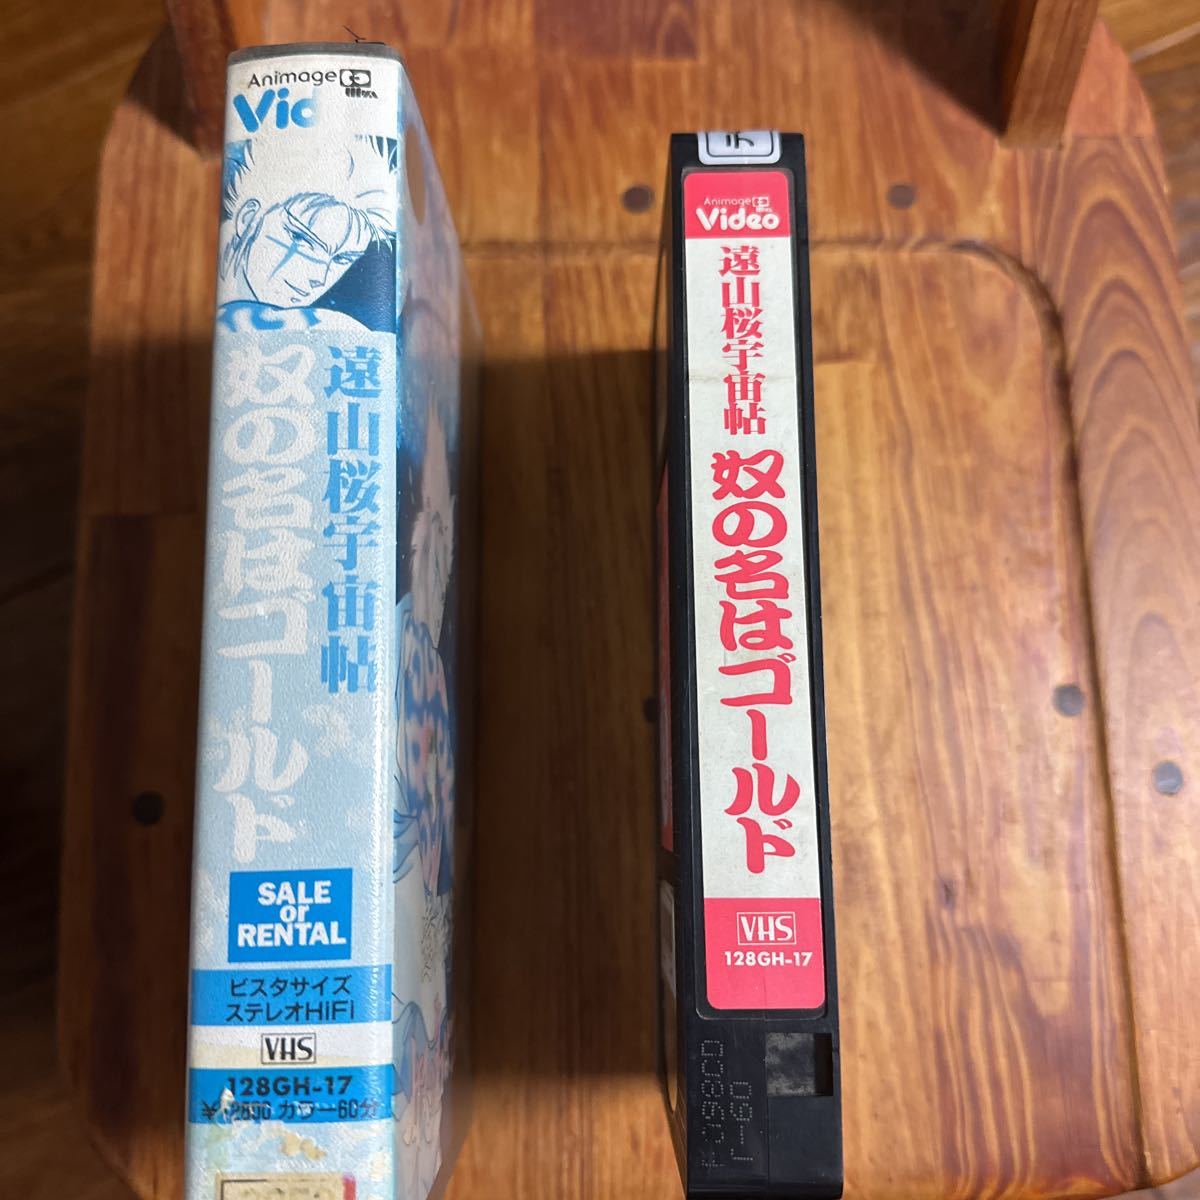 Animage
Vid
遠山桜宇宙帖
奴の名はゴールド
SALE
or
RENTAL
ビスタサイズ
ステレオHiFi
VHS
128GH-17
カラー60分
テ
Animage
Video
遠山桜宇宙帖
奴の名はゴールド
VHS
128GH-17